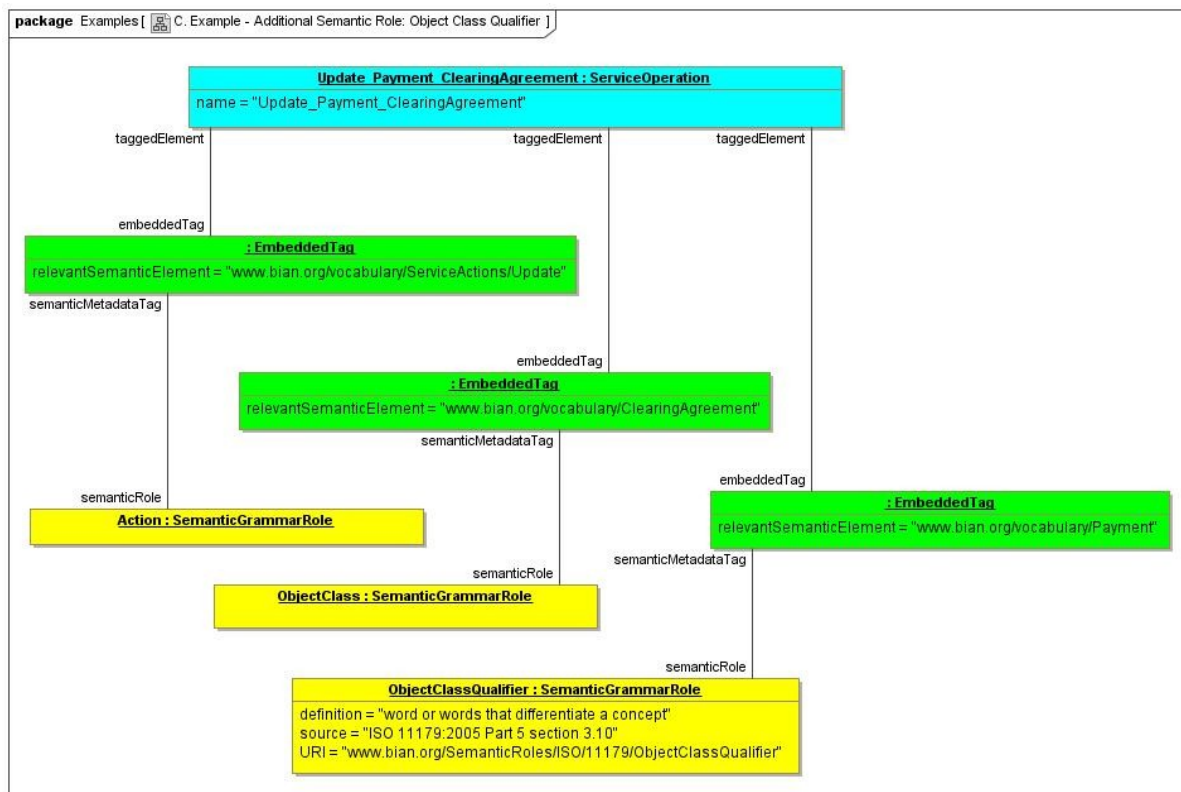 package Examples [ C. Example - Additional Semantic Role: Object Class Qualifier ]
Update_Payment_ClearingAgreement : ServiceOperation
name = "Update_Payment_ClearingAgreement"
taggedElement
taggedElement
taggedElement
embeddedTag
: EmbeddedTag
relevantSemanticElement = "www.bian.org/vocabulary/ServiceActions/Update"
semanticMetadataTag
embeddedTag
: EmbeddedTag
relevantSemanticElement = "www.bian.org/vocabulary/ClearingAgreement"
semanticMetadataTag
embeddedTag
semanticRole
: EmbeddedTag
Action : SemanticGrammarRole
relevantSemanticElement = "www.bian.org/vocabulary/Payment"
semanticMetadataTag
semanticRole
ObjectClass : SemanticGrammarRole
semanticRole
ObjectClassQualifier : SemanticGrammarRole
definition = "word or words that differentiate a concept"
source = "ISO 11179:2005 Part 5 section 3.10"
URI = "www.bian.org/SemanticRoles/ISO/11179/ObjectClassQualifier"